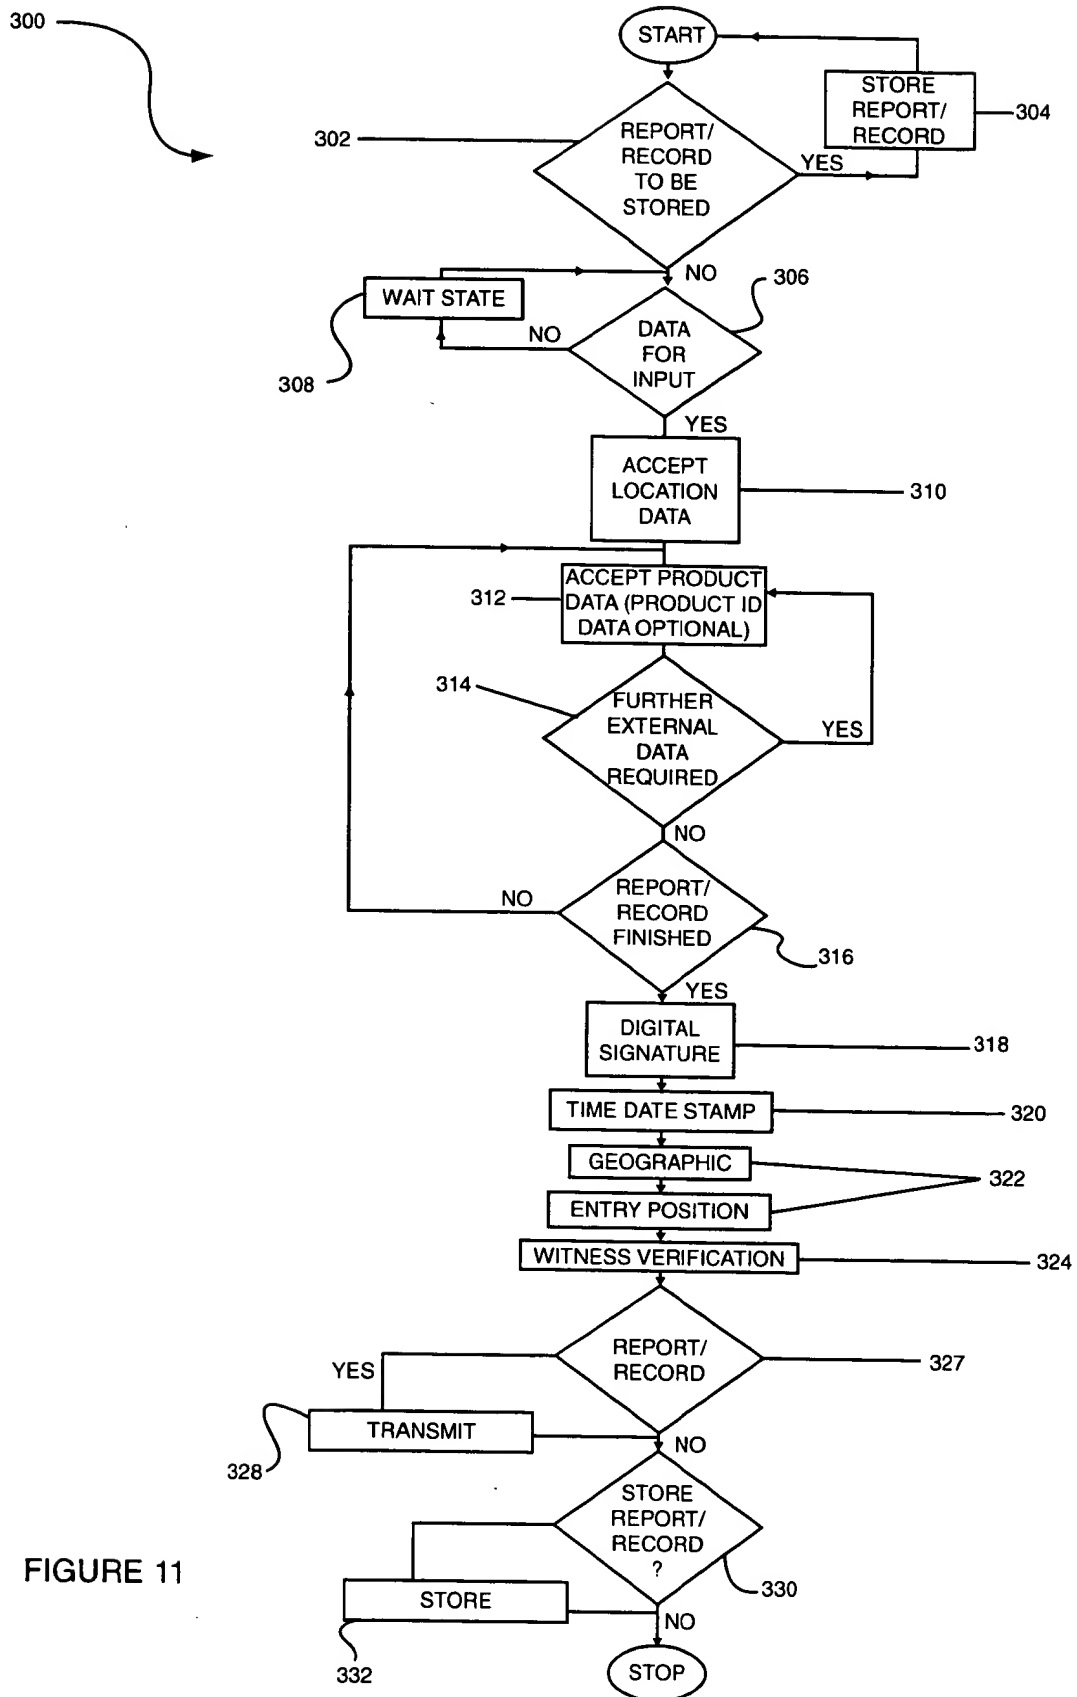 300
START
STORE
REPORT/
RECORD
304
302
REPORT/
RECORD
TO BE
STORED
YES
NO
306
WAIT STATE
308
NO
DATA
FOR
INPUT
YES
ACCEPT
LOCATION
DATA
310
312
ACCEPT PRODUCT
DATA (PRODUCT ID
DATA OPTIONAL)
314
FURTHER
EXTERNAL
DATA
REQUIRED
YES
NO
NO
REPORT/
RECORD
FINISHED
316
YES
DIGITAL
SIGNATURE
318
TIME DATE STAMP
320
GEOGRAPHIC
322
ENTRY POSITION
WITNESS VERIFICATION
324
REPORT/
RECORD
327
YES
TRANSMIT
328
NO
STORE
REPORT/
RECORD
?
330
FIGURE 11
STORE
332
NO
STOP